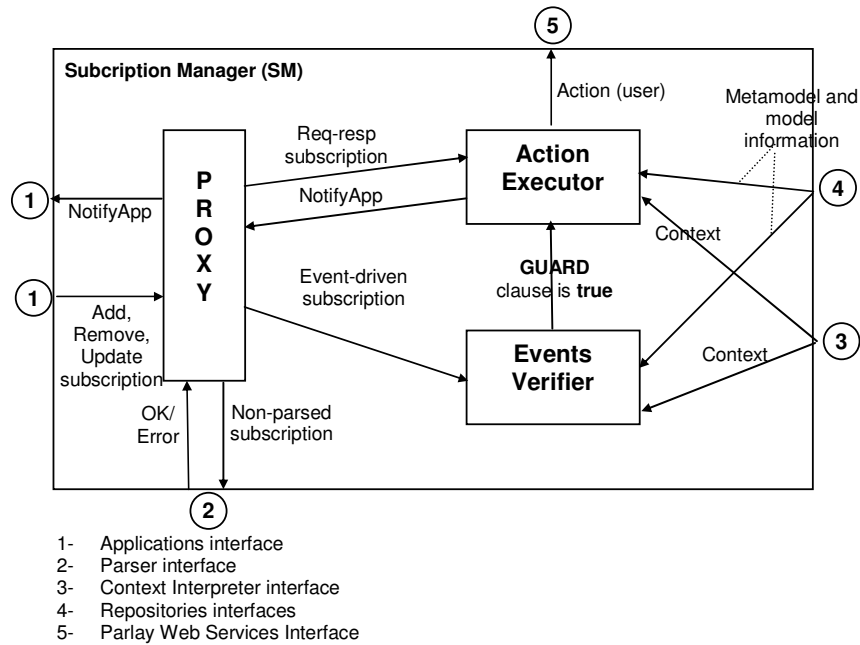 5
Subcription Manager (SM)
Action (user)
Metamodel and
model
information
Req-resp
subscription
Action
Executor
P
R
O
X
Y
4
1
NotifyApp
NotifyApp
Context
GUARD
clause is true
Event-driven
subscription
1
Add,
Remove,
Update
subscription
Events
Verifier
Context
3
OK/
Error
Non-parsed
subscription
2
1- Applications interface
2- Parser interface
3- Context Interpreter interface
4- Repositories interfaces
5- Parlay Web Services Interface